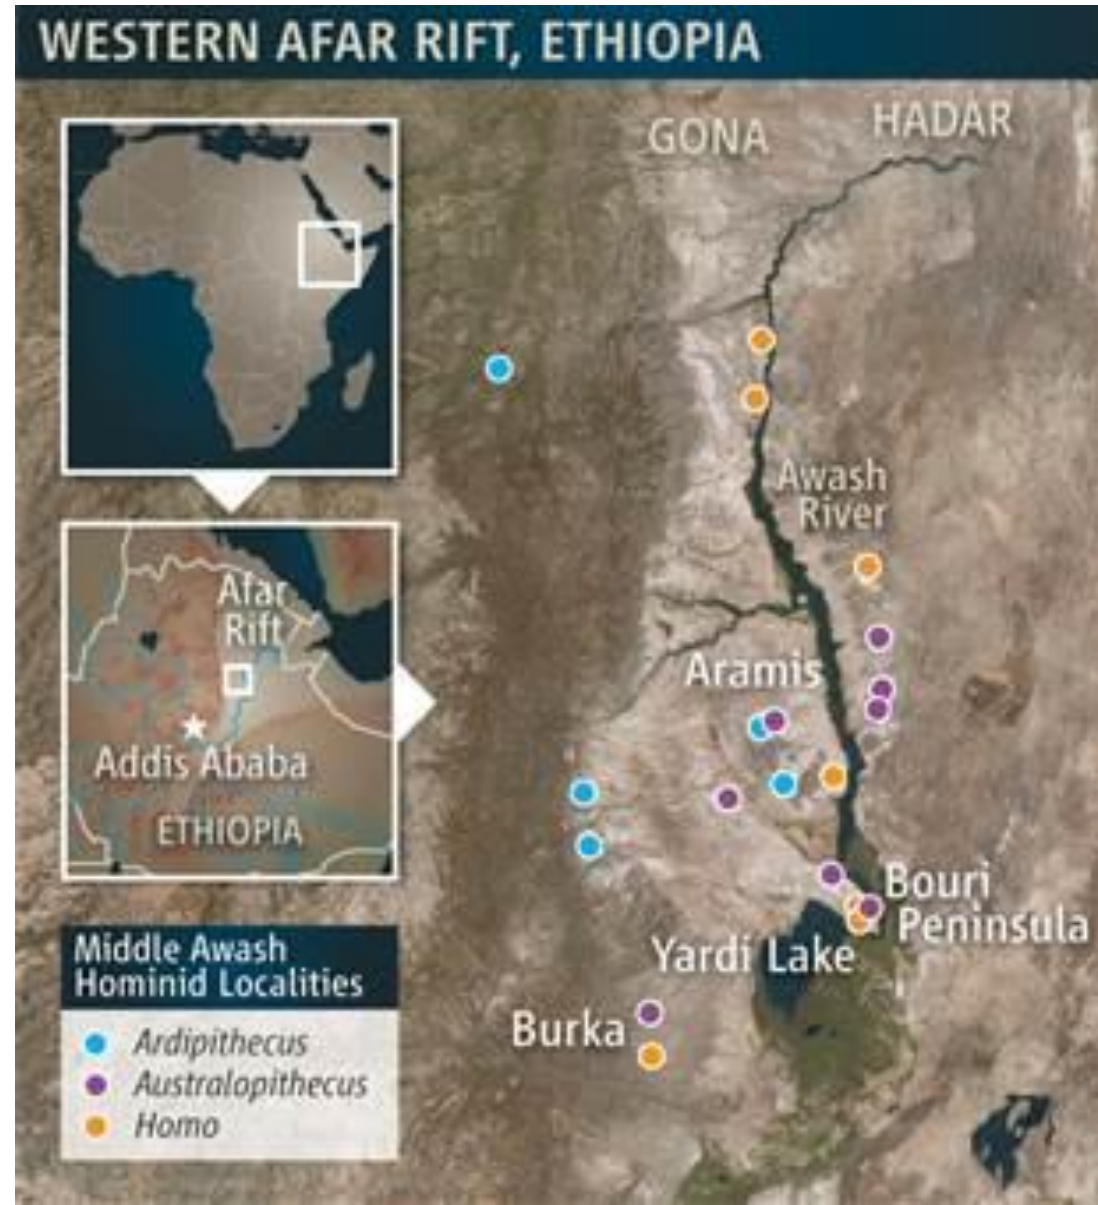 WESTERN AFAR RIFT, ETHIOPIA
GONA
HADAR
Awash
River
Afar
Rift
Addis Ababa
ETHIOPIA
Aramis
Bouri
Peninsula
Yardi Lake
Burka
Middle Awash
Hominid Localities
Ardipithecus
Australopithecus
Homo